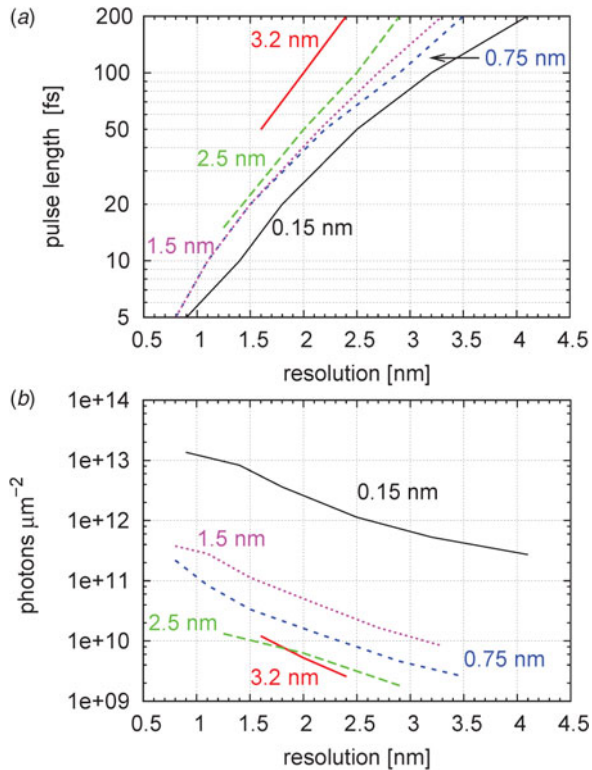 (a)
200
100
50
20
10
5
pulse length [fs]
3.2 nm
0.75 nm
2.5 nm
1.5 nm
0.15 nm
0.5 1 1.5 2 2.5 3 3.5 4 4.5
resolution [nm]
(b)
1e+14
1e+13
1e+12
1e+11
1e+10
1e+09
photons µm⁻²
0.15 nm
1.5 nm
2.5 nm
3.2 nm
0.75 nm
0.5 1 1.5 2 2.5 3 3.5 4 4.5
resolution [nm]